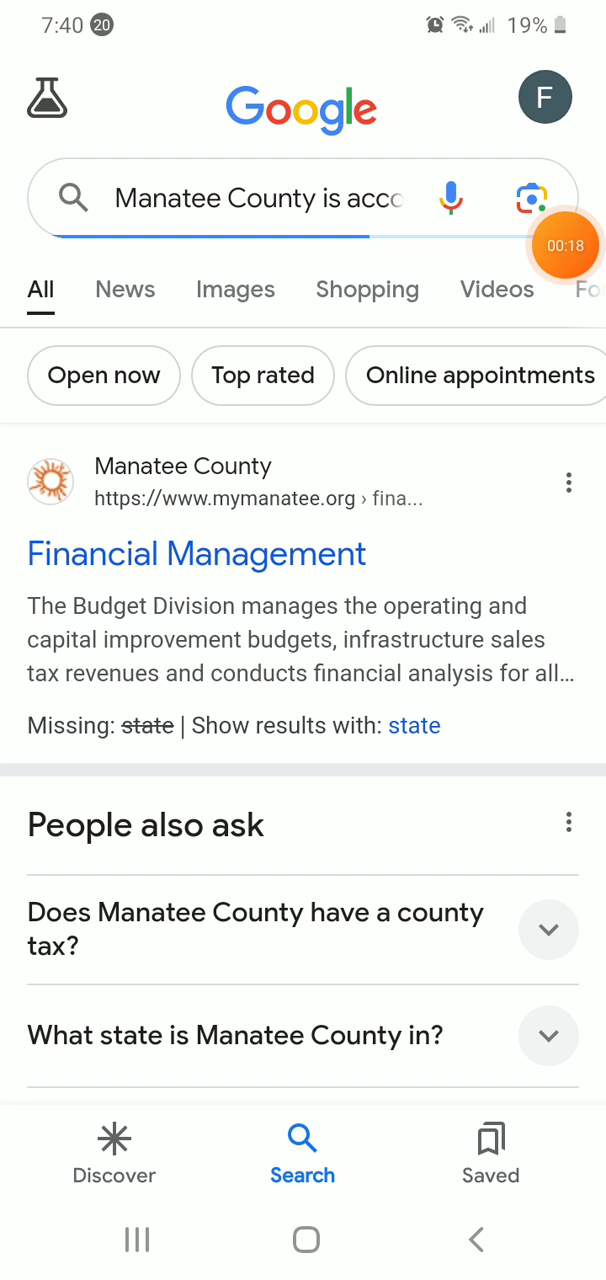 7:40 20 19%
F
Google
Manatee County is acco
00:18
All News Images Shopping Videos Fo
Open now Top rated Online appointments
Manatee County
https://www.mymanatee.org › fina...
Financial Management
The Budget Division manages the operating and
capital improvement budgets, infrastructure sales
tax revenues and conducts financial analysis for all...
Missing: state | Show results with: state
People also ask
Does Manatee County have a county
tax?
What state is Manatee County in?
Discover Search Saved